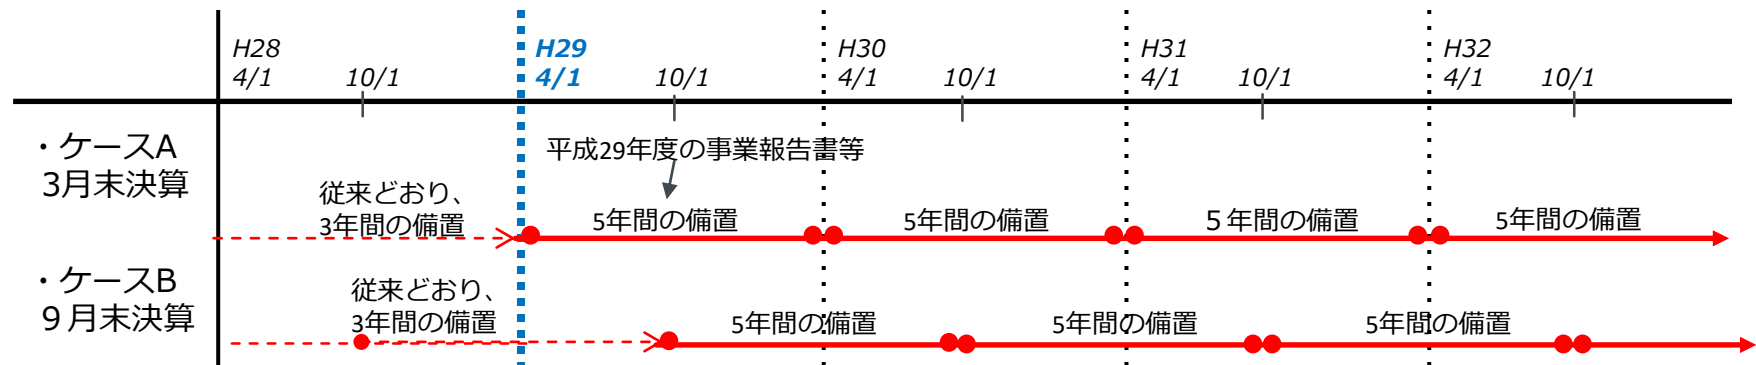 H28
4/1
10/1
H29
4/1
10/1
H30
4/1
10/1
H31
4/1
10/1
H32
4/1
10/1
・ケースA
3月末決算
平成29年度の事業報告書等
従来どおり、
3年間の備置
5年間の備置
5年間の備置
５年間の備置
5年間の備置
・ケースB
９月末決算
従来どおり、
3年間の備置
5年間の備置
5年間の備置
5年間の備置